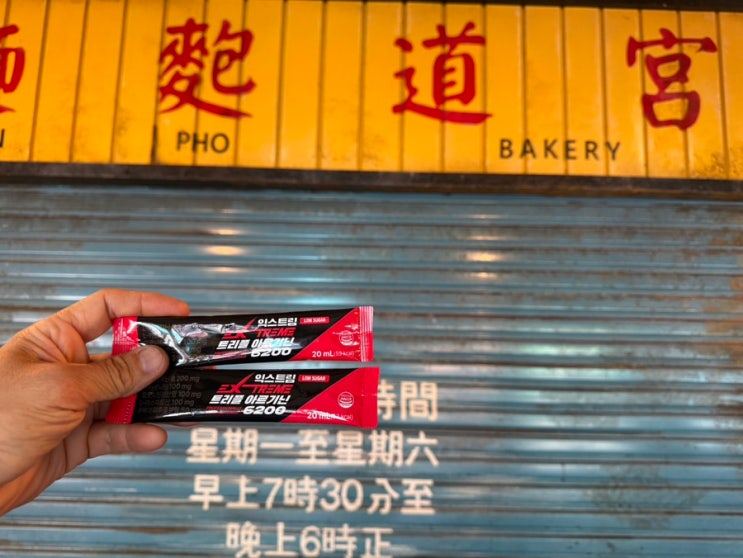 麵 麭 道 宮
PHO BAKERY
익스트림 LOW SUGAR
EXTREME
트리플 아르기닌
6200
20 mL
익스트림 LOW SUGAR
EXTREME
트리플 아르기닌
6200
20 mL
時間
星期一至星期六
早上7時30分至
晚上6時正